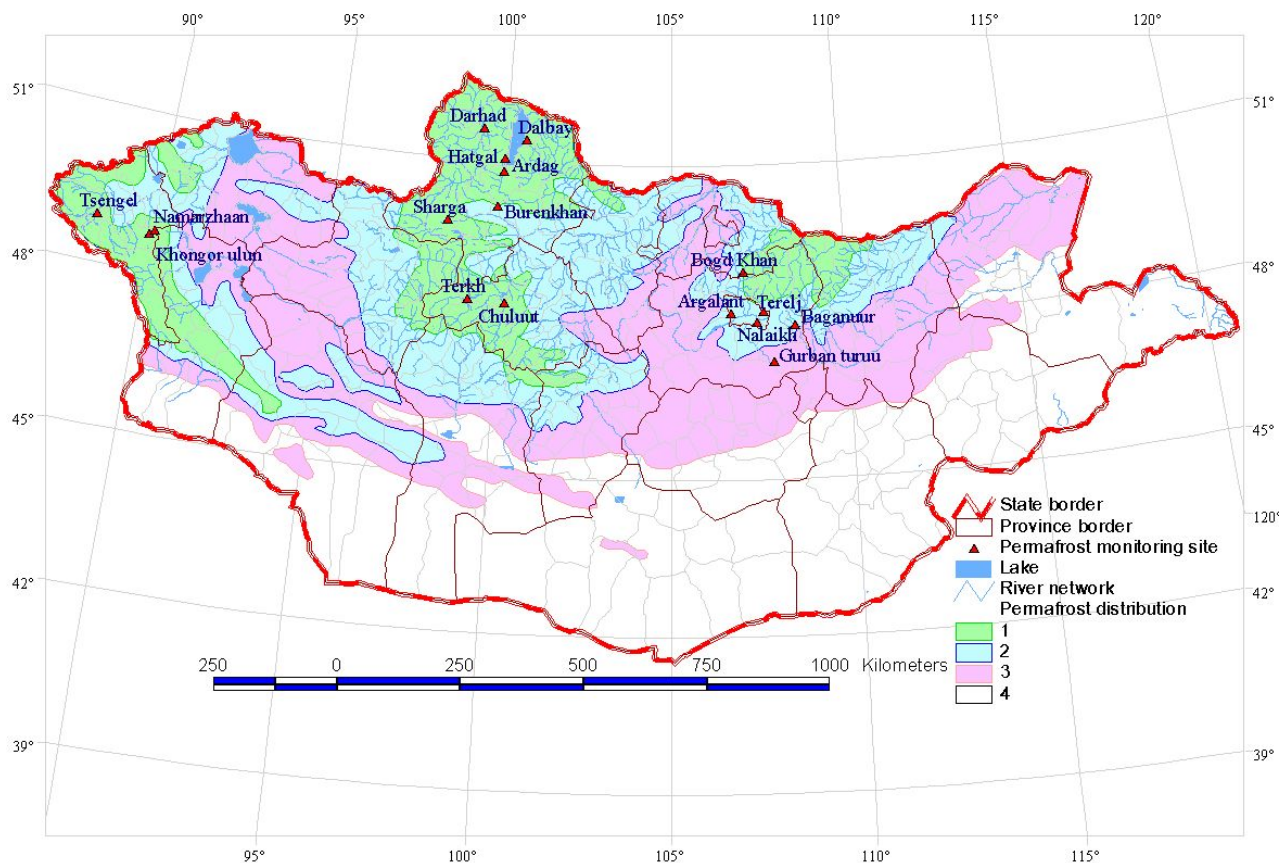 90° 95° 100° 105° 110° 115° 120°
51° 51°
Darhad
Dalbay
Hatgal
Ardag
Tsengel
Namarzhaan
Sharga
Burenkhan
48° 48°
Khongor ulun
Bogd Khan
Terkh
Argalant
Terelj
Chuluut
Baganuur
Nalaikh
Gurban turuu
45° 45°
State border
Province border
120°
Permafrost monitoring site
Lake
42° 42°
River network
Permafrost distribution
1
2
250 0 250 500 750 1000 Kilometers
3
4
39° 39°
95° 100° 105° 110° 115°